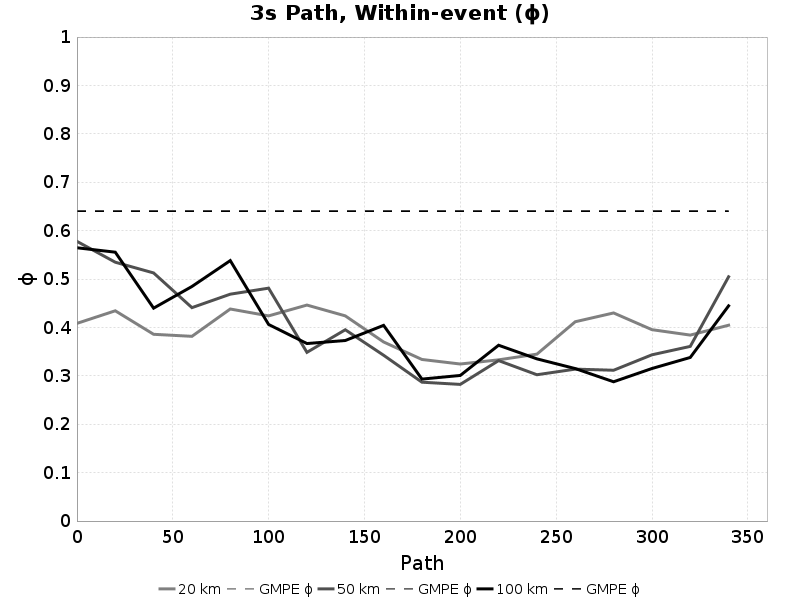 3s Path, Within-event (ϕ)
1
0.9
0.8
0.7
0.6
0.5
0.4
0.3
0.2
0.1
0
ϕ
0 50 100 150 200 250 300 350
Path
20 km GMPE ϕ 50 km GMPE ϕ 100 km GMPE ϕ